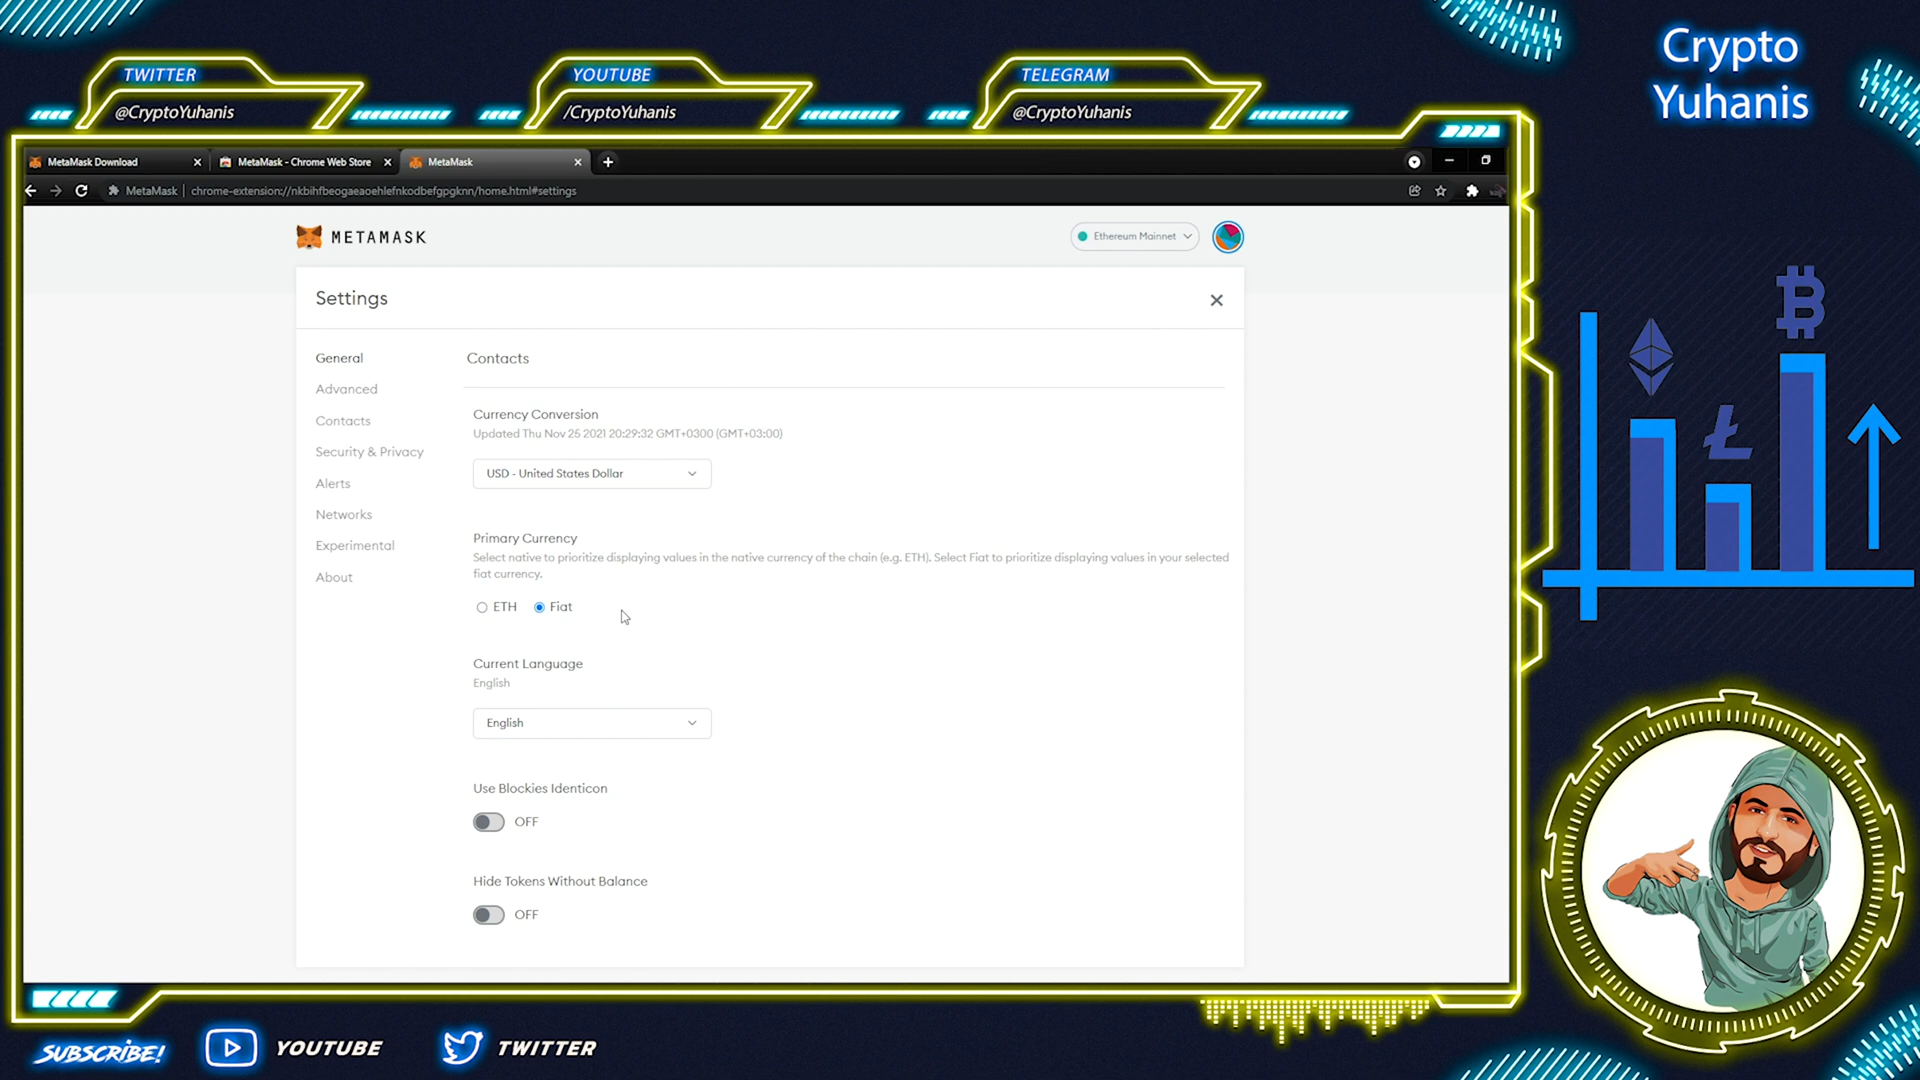 Crypto
Yuhanis
TWITTER
@CryptoYuhanis
YOUTUBE
/CryptoYuhanis
TELEGRAM
@CryptoYuhanis
MetaMask Download
MetaMask - Chrome Web Store
MetaMask
MetaMask | chrome-extension://nkbihfbeogaeaoehlefnkodbefgpgknn/home.html#settings
METAMASK
Ethereum Mainnet
Settings
General
Advanced
Contacts
Security & Privacy
Alerts
Networks
Experimental
About
Contacts
Currency Conversion
Updated Thu Nov 25 2021 20:29:32 GMT+0300 (GMT+03:00)
USD - United States Dollar
Primary Currency
Select native to prioritize displaying values in the native currency of the chain (e.g. ETH). Select Fiat to prioritize displaying values in your selected
fiat currency.
ETH
Fiat
Current Language
English
English
Use Blockies Identicon
OFF
Hide Tokens Without Balance
OFF
SUBSCRIBE!
YOUTUBE
TWITTER